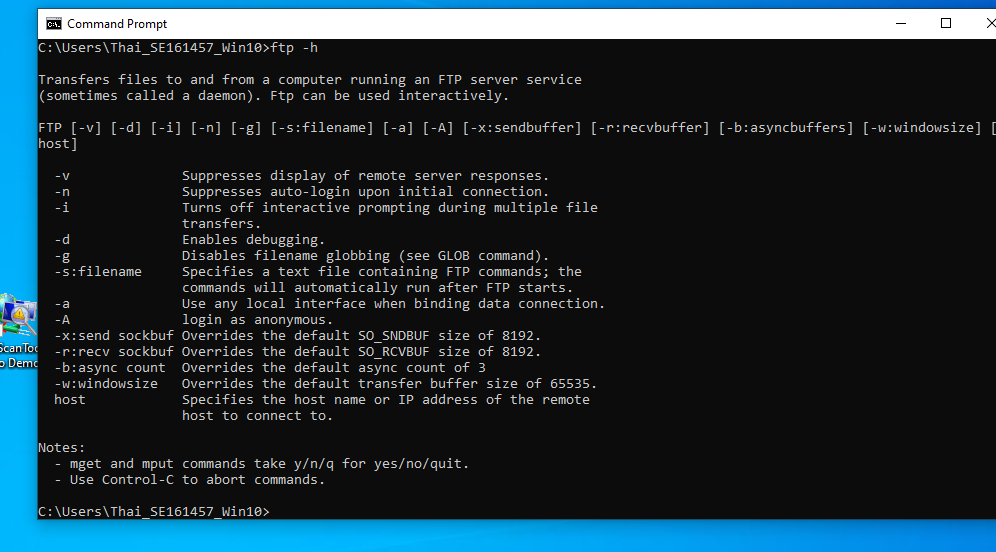 Command Prompt
C:\Users\Thai_SE161457_Win10>ftp -h
Transfers files to and from a computer running an FTP server service
(sometimes called a daemon). Ftp can be used interactively.
FTP [-v] [-d] [-i] [-n] [-g] [-s:filename] [-a] [-A] [-x:sendbuffer] [-r:recvbuffer] [-b:asyncbuffers] [-w:windowsize] [
host]
-v Suppresses display of remote server responses.
-n Suppresses auto-login upon initial connection.
-i Turns off interactive prompting during multiple file
transfers.
-d Enables debugging.
-g Disables filename globbing (see GLOB command).
-s:filename Specifies a text file containing FTP commands; the
commands will automatically run after FTP starts.
-a Use any local interface when binding data connection.
-A login as anonymous.
-x:send sockbuf Overrides the default SO_SNDBUF size of 8192.
-r:recv sockbuf Overrides the default SO_RCVBUF size of 8192.
-b:async count Overrides the default async count of 3
-w:windowsize Overrides the default transfer buffer size of 65535.
host Specifies the host name or IP address of the remote
host to connect to.
Notes:
- mget and mput commands take y/n/q for yes/no/quit.
- Use Control-C to abort commands.
C:\Users\Thai_SE161457_Win10>